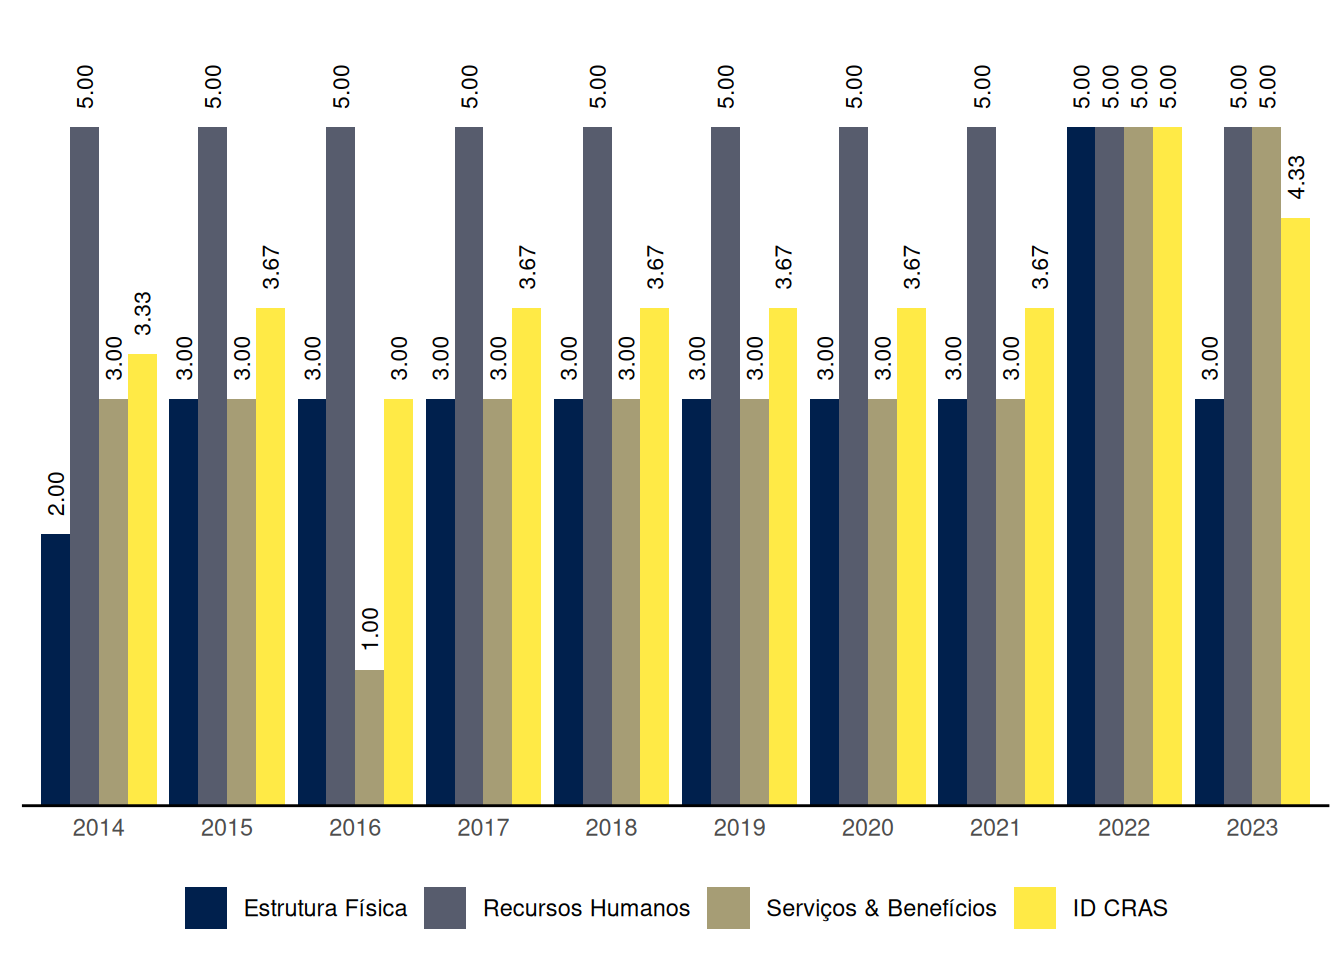 5.00 5.00 5.00 5.00 5.00 5.00 5.00 5.00 5.00 5.00 5.00 5.00 5.00 5.00
4.33
3.67 3.67 3.67 3.67 3.67 3.67
3.33
3.00 3.00 3.00 3.00 3.00 3.00 3.00 3.00 3.00 3.00 3.00 3.00 3.00 3.00 3.00 3.00
2.00
1.00
2014 2015 2016 2017 2018 2019 2020 2021 2022 2023
Estrutura Física Recursos Humanos Serviços & Benefícios ID CRAS